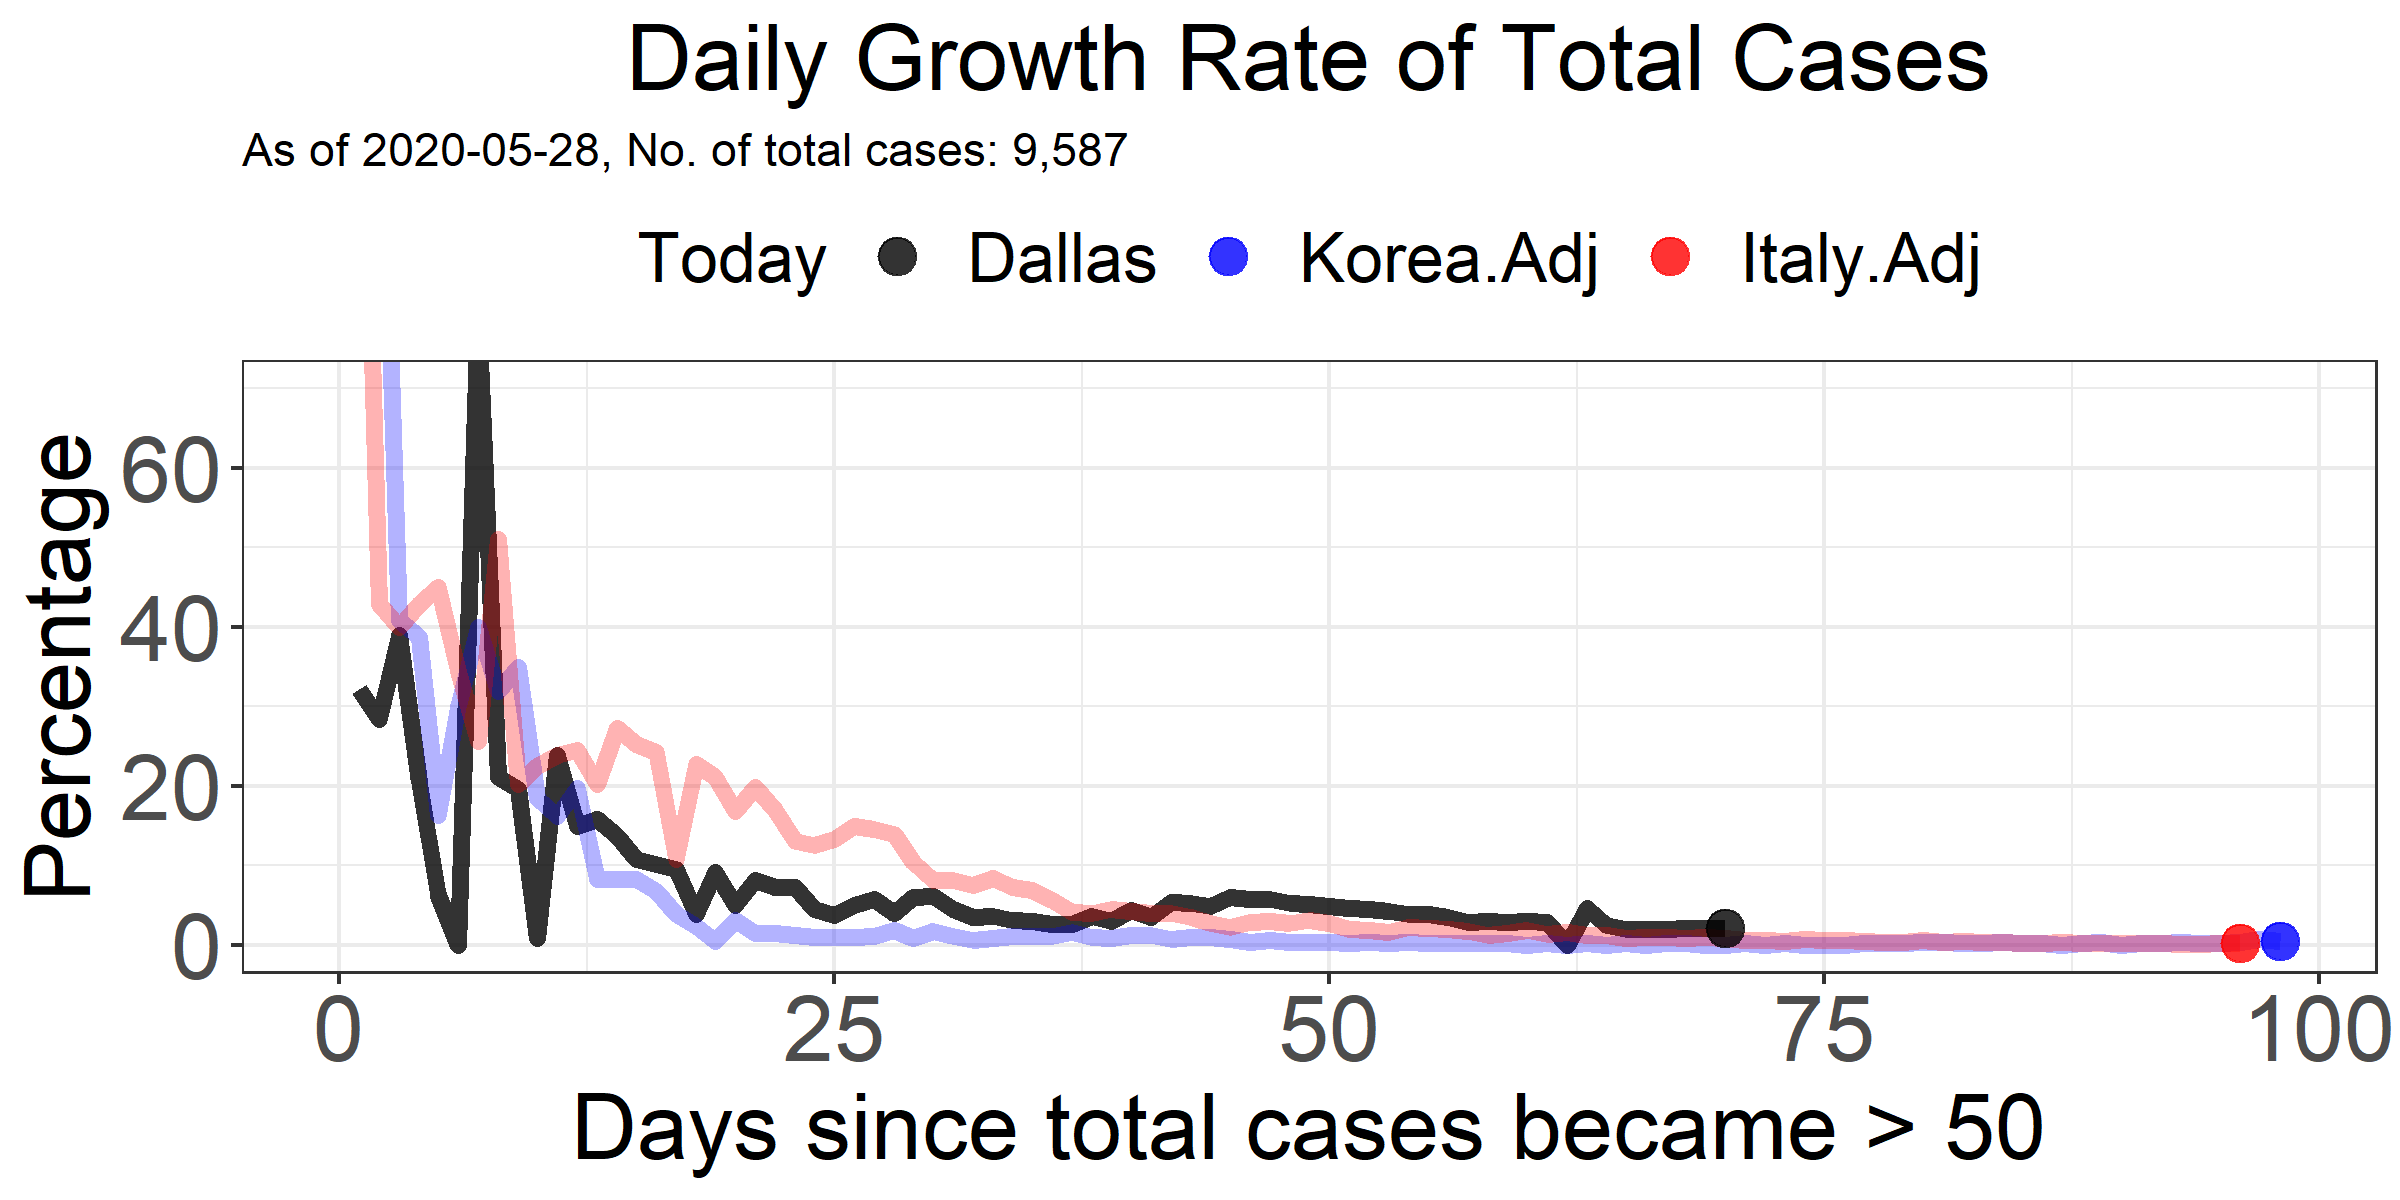 Daily Growth Rate of Total Cases
As of 2020-05-28, No. of total cases: 9,587
Today Dallas Korea.Adj Italy.Adj
Percentage
60
40
20
0
0 25 50 75 100
Days since total cases became > 50